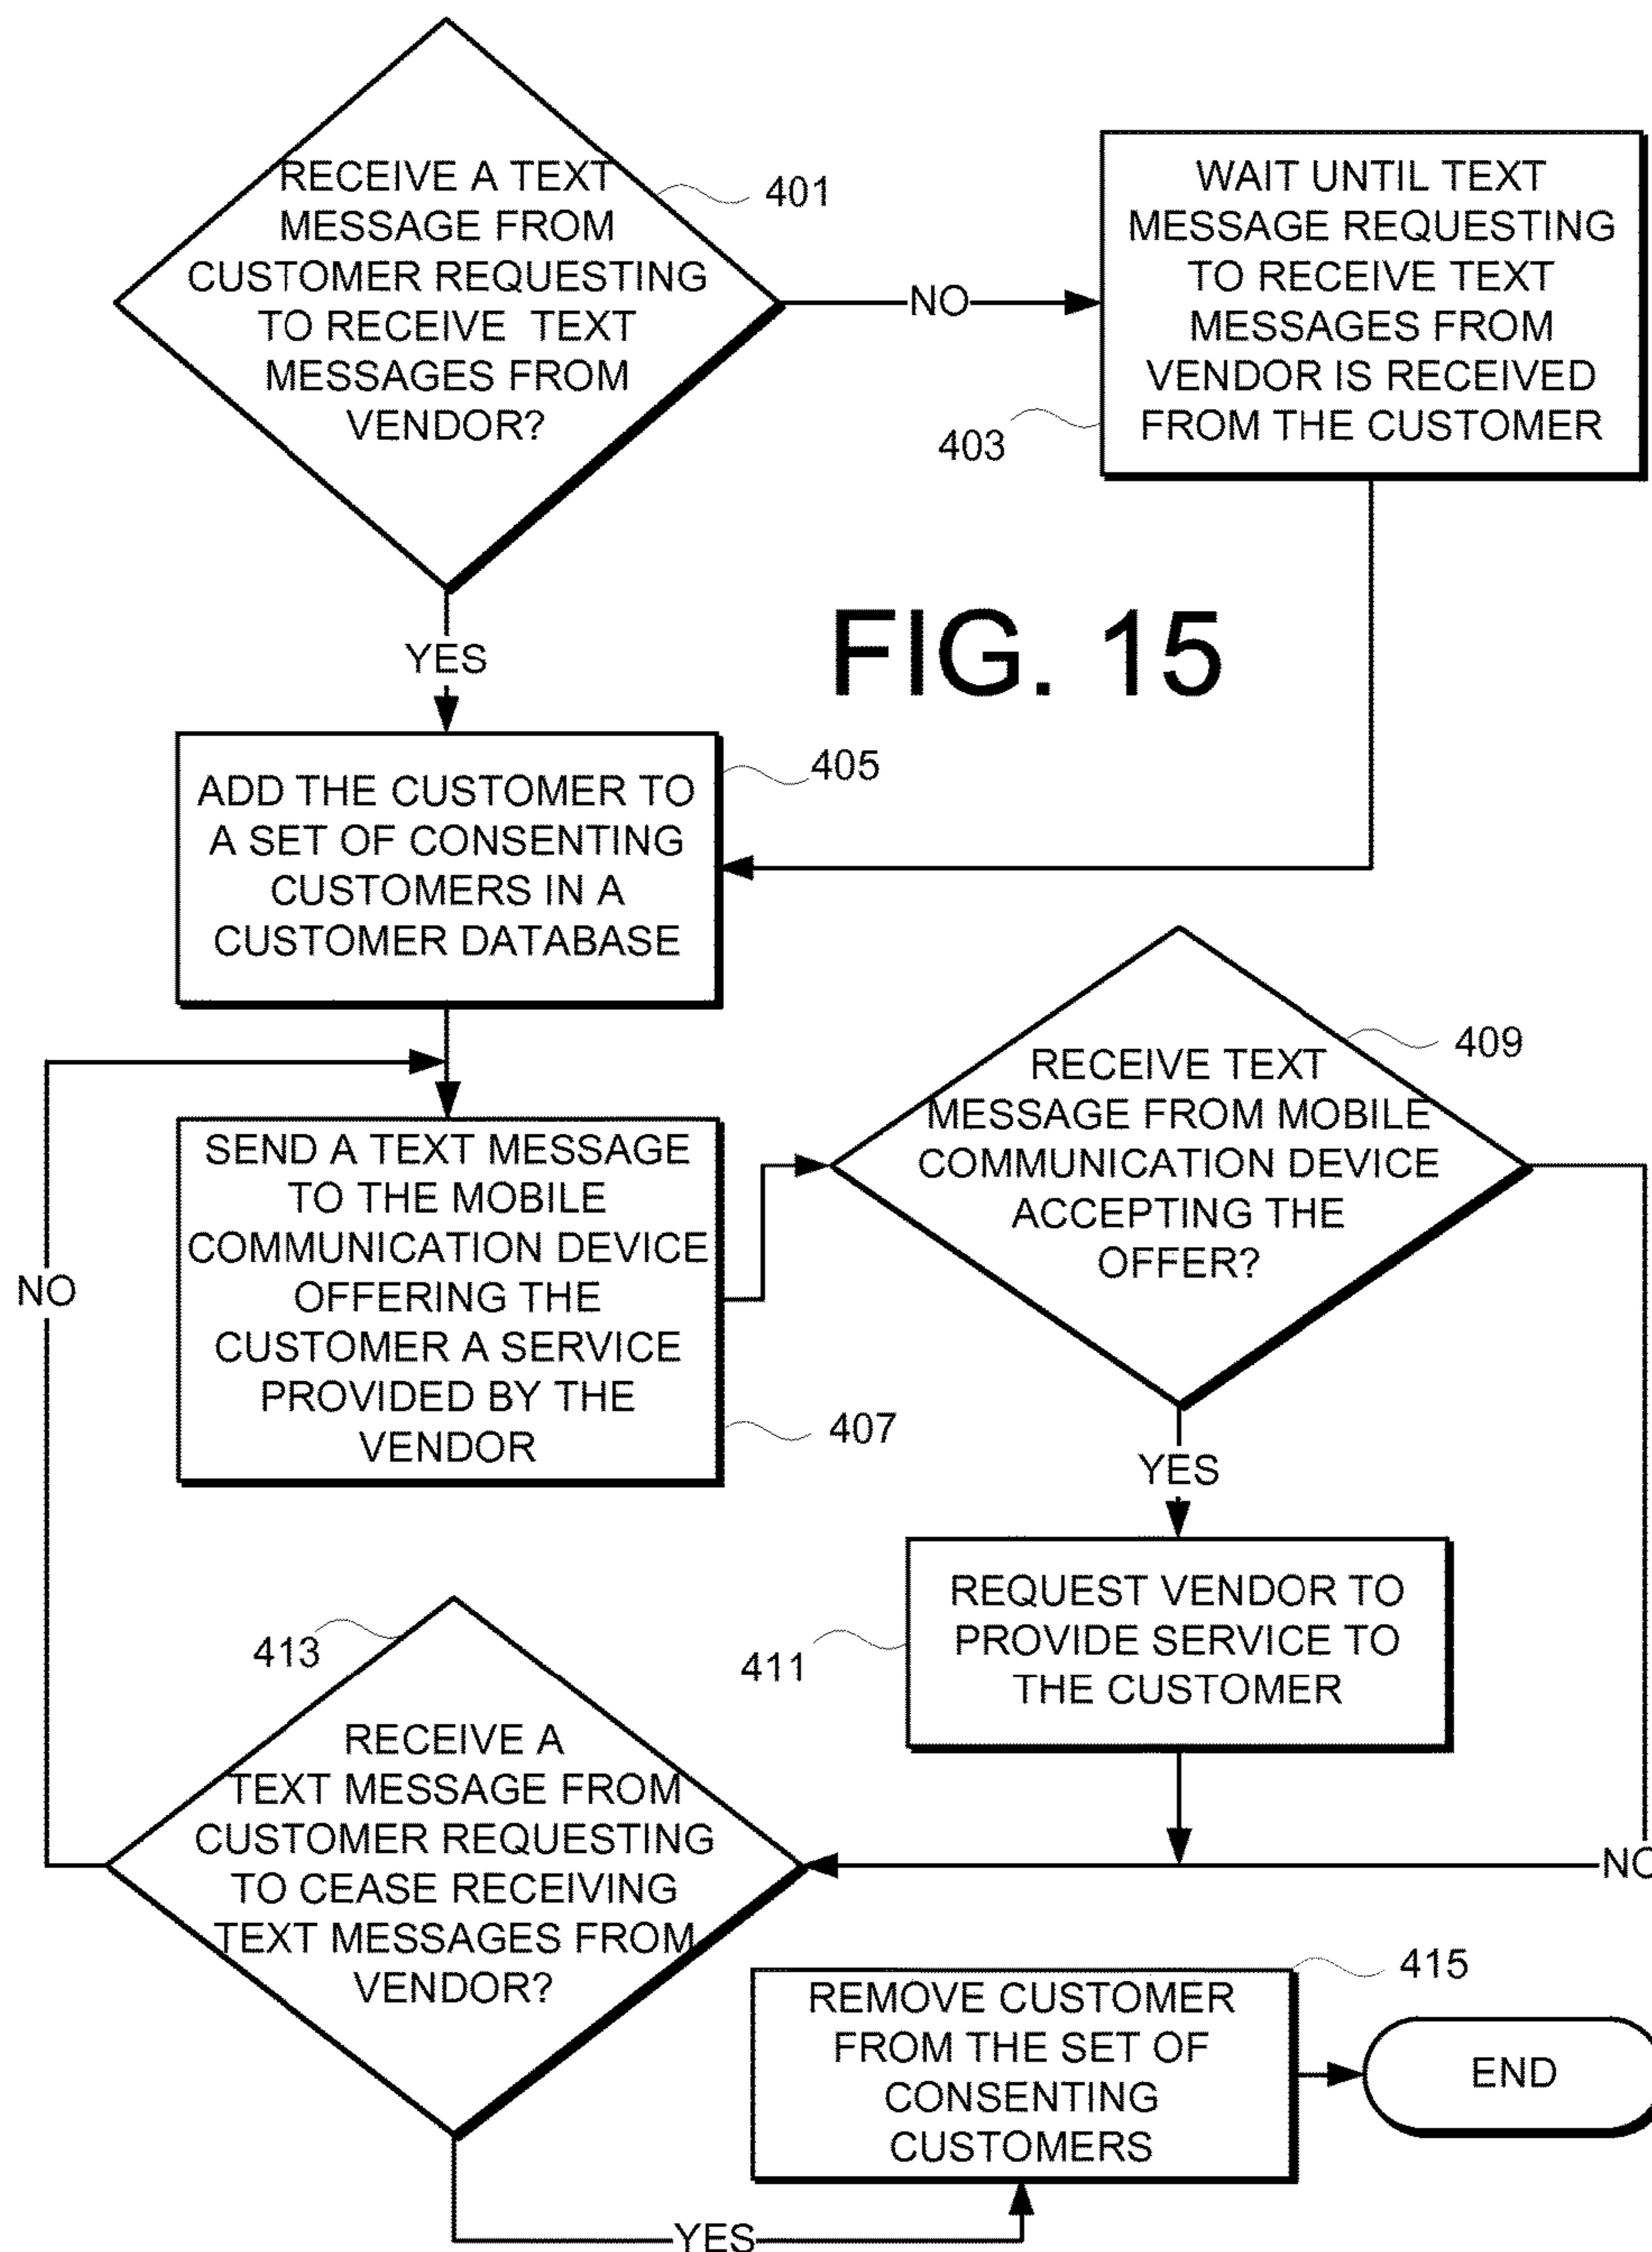 RECEIVE A TEXT
MESSAGE FROM
CUSTOMER REQUESTING
TO RECEIVE TEXT
MESSAGES FROM
VENDOR?
401
NO
WAIT UNTIL TEXT
MESSAGE REQUESTING
TO RECEIVE TEXT
MESSAGES FROM
VENDOR IS RECEIVED
FROM THE CUSTOMER
403
YES
FIG. 15
ADD THE CUSTOMER TO
A SET OF CONSENTING
CUSTOMERS IN A
CUSTOMER DATABASE
405
SEND A TEXT MESSAGE
TO THE MOBILE
COMMUNICATION DEVICE
OFFERING THE
CUSTOMER A SERVICE
PROVIDED BY THE
VENDOR
407
RECEIVE TEXT
MESSAGE FROM MOBILE
COMMUNICATION DEVICE
ACCEPTING THE
OFFER?
409
NO
YES
REQUEST VENDOR TO
PROVIDE SERVICE TO
THE CUSTOMER
411
NO
413
RECEIVE A
TEXT MESSAGE FROM
CUSTOMER REQUESTING
TO CEASE RECEIVING
TEXT MESSAGES FROM
VENDOR?
YES
REMOVE CUSTOMER
FROM THE SET OF
CONSENTING
CUSTOMERS
415
END